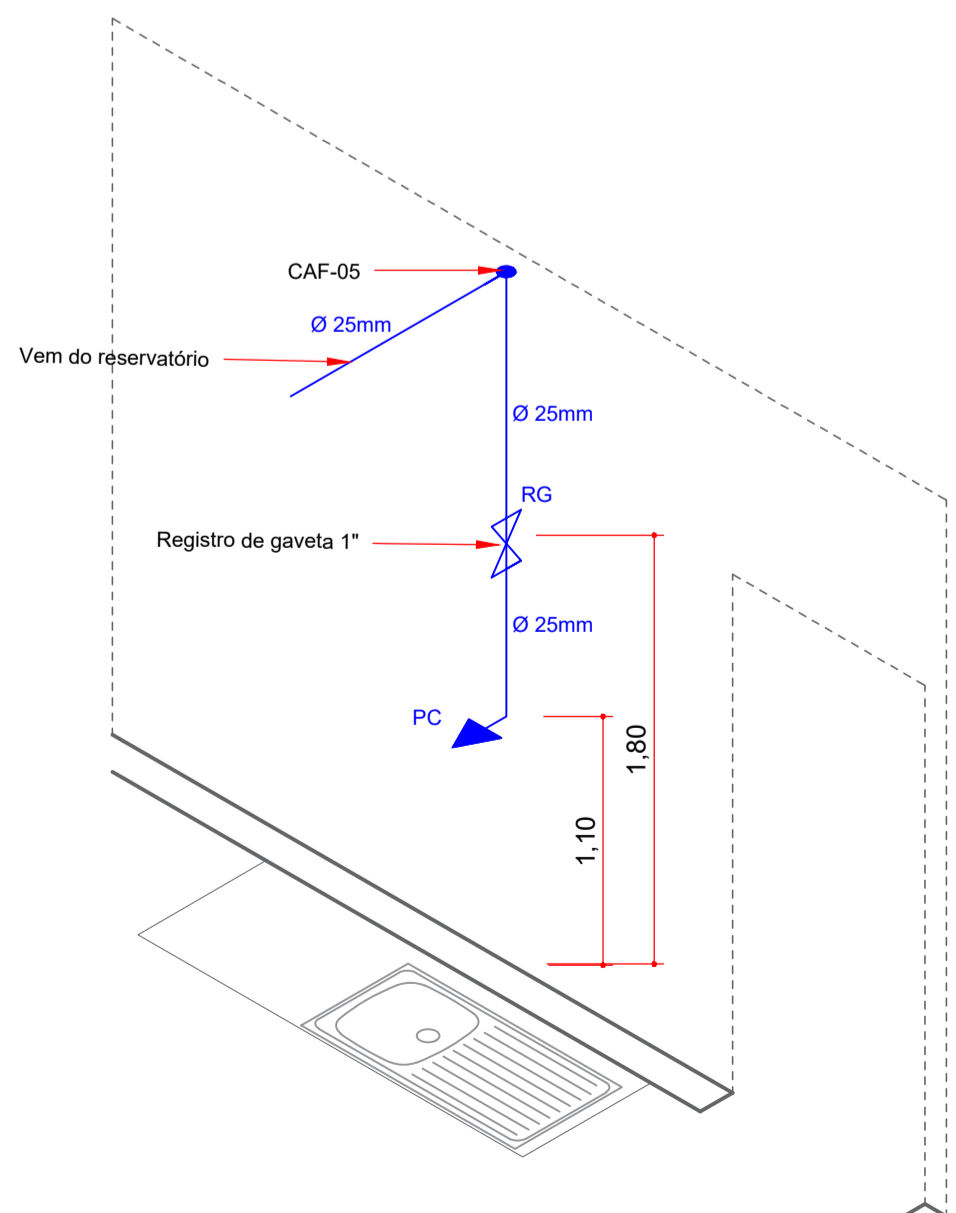 CAF-05
Ø 25mm
Vem do reservatório
Ø 25mm
RG
Registro de gaveta 1"
Ø 25mm
PC
1,80
1,10